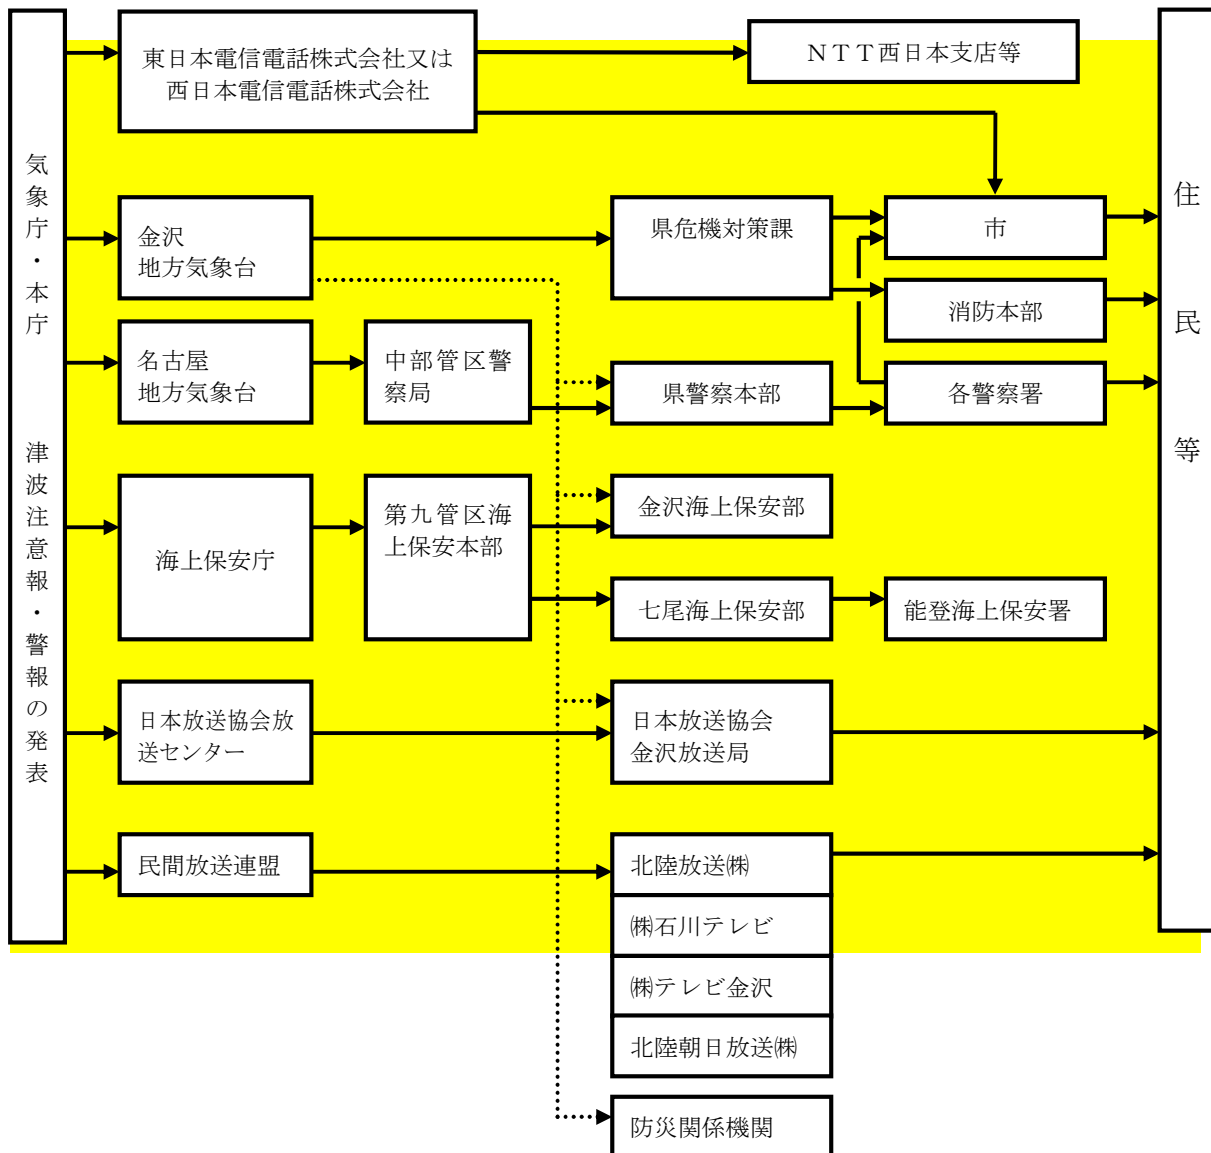 気象庁・本庁　津波注意報・警報の発表
東日本電信電話株式会社又は
西日本電信電話株式会社
ＮＴＴ西日本支店等
金沢
地方気象台
県危機対策課
市
消防本部
名古屋
地方気象台
中部管区警
察局
県警察本部
各警察署
海上保安庁
第九管区海
上保安本部
金沢海上保安部
七尾海上保安部
能登海上保安署
日本放送協会放
送センター
日本放送協会
金沢放送局
民間放送連盟
北陸放送㈱
㈱石川テレビ
㈱テレビ金沢
北陸朝日放送㈱
防災関係機関
住民等